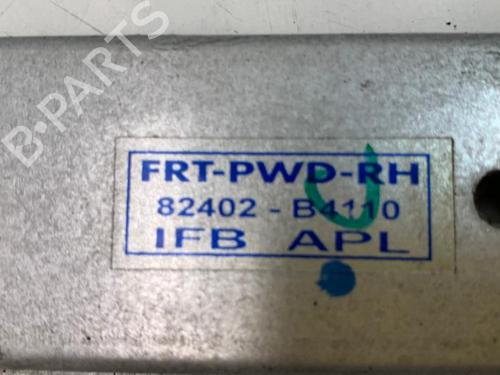 B-PARTS
FRT-PWD-RH
82402 - B4110
IFB APL